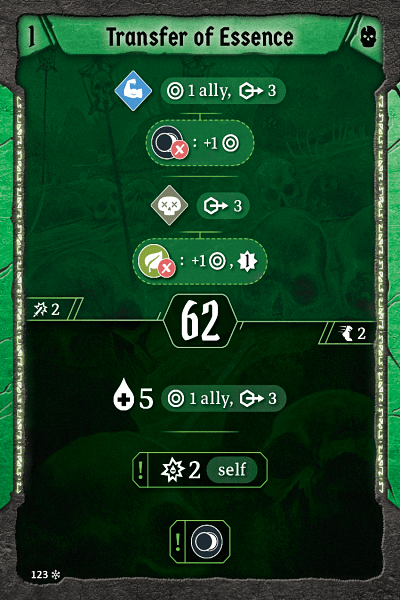 1 Transfer of Essence
1 ally, 3
: +1
3
: +1 , 1
2
62
2
5 1 ally, 3
! 2 self
!
123